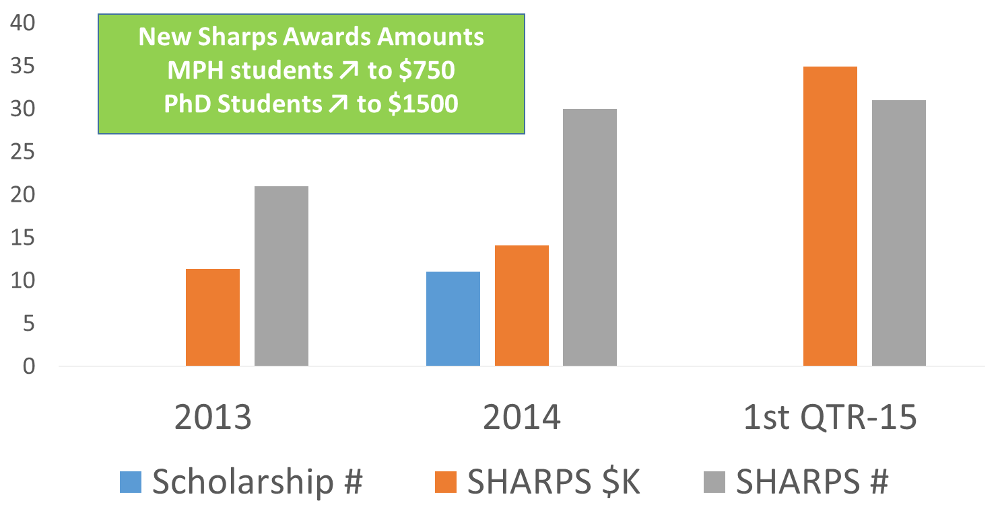 40
35
30
25
20
15
10
5
0
New Sharps Awards Amounts
MPH students ↗ to $750
PhD Students ↗ to $1500
2013 2014 1st QTR-15
Scholarship # SHARPS $K SHARPS #